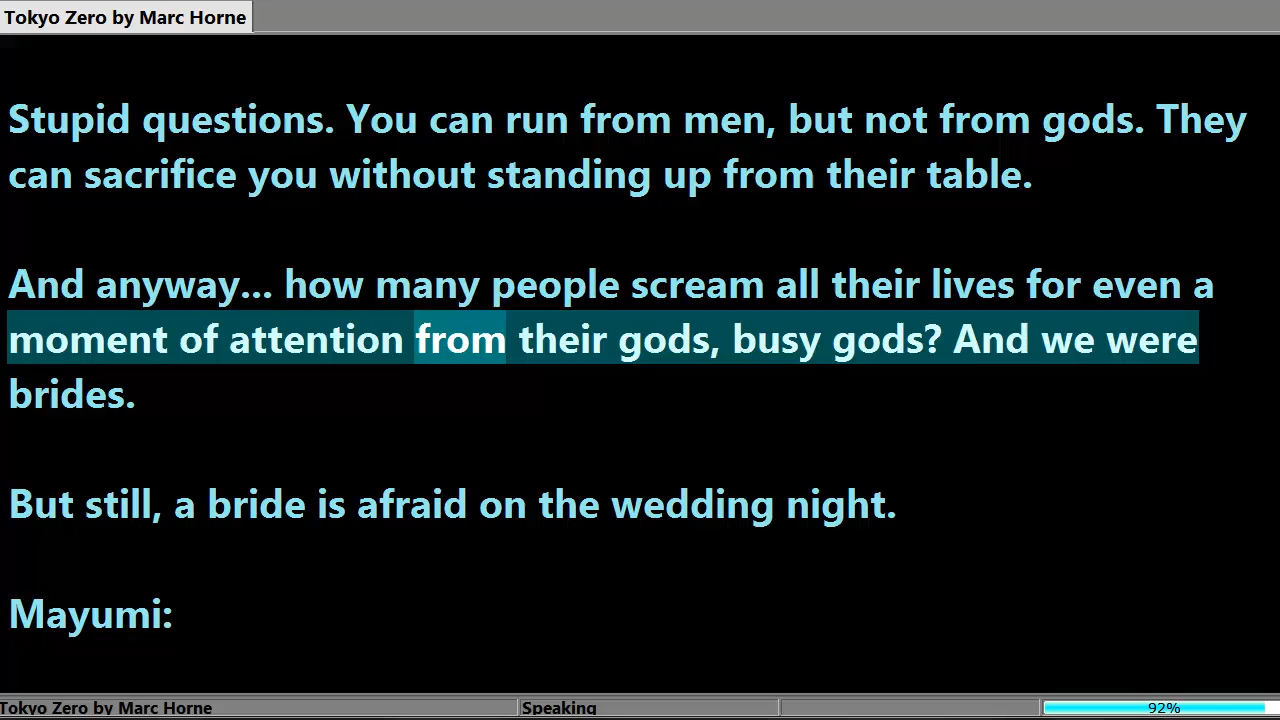 Tokyo Zero by Marc Horne
Stupid questions. You can run from men, but not from gods. They
can sacrifice you without standing up from their table.
And anyway... how many people scream all their lives for even a
moment of attention from their gods, busy gods? And we were
brides.
But still, a bride is afraid on the wedding night.
Mayumi:
Tokyo Zero by Marc Horne
Speaking
92%